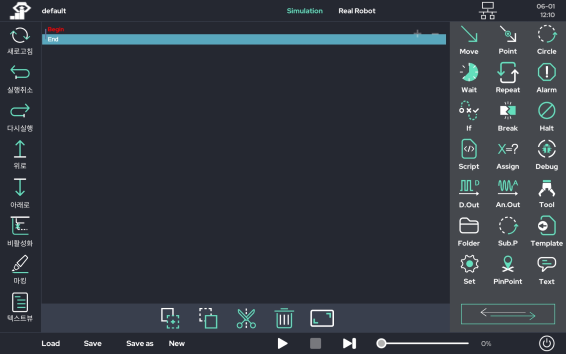 default
Simulation
Real Robot
06-01
12:10
새로고침
실행취소
다시실행
위로
아래로
비활성화
마킹
텍스트뷰
Begin
End
Move
Point
Circle
Wait
Repeat
Alarm
If
Break
Halt
Script
X=?
Assign
Debug
D
D.Out
A
An.Out
Tool
Folder
Sub.P
Template
Set
PinPoint
Text
Load
Save
Save as
New
0%